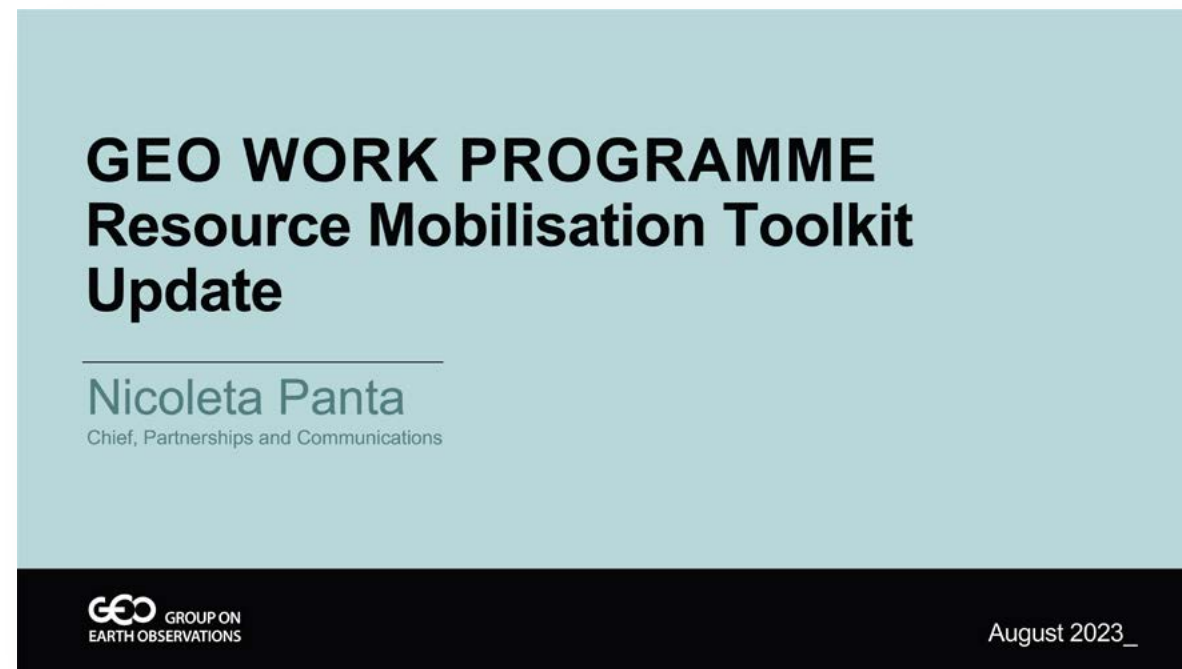 GEO WORK PROGRAMME
Resource Mobilisation Toolkit
Update
Nicoleta Panta
Chief, Partnerships and Communications
GEO GROUP ON
EARTH OBSERVATIONS
August 2023_